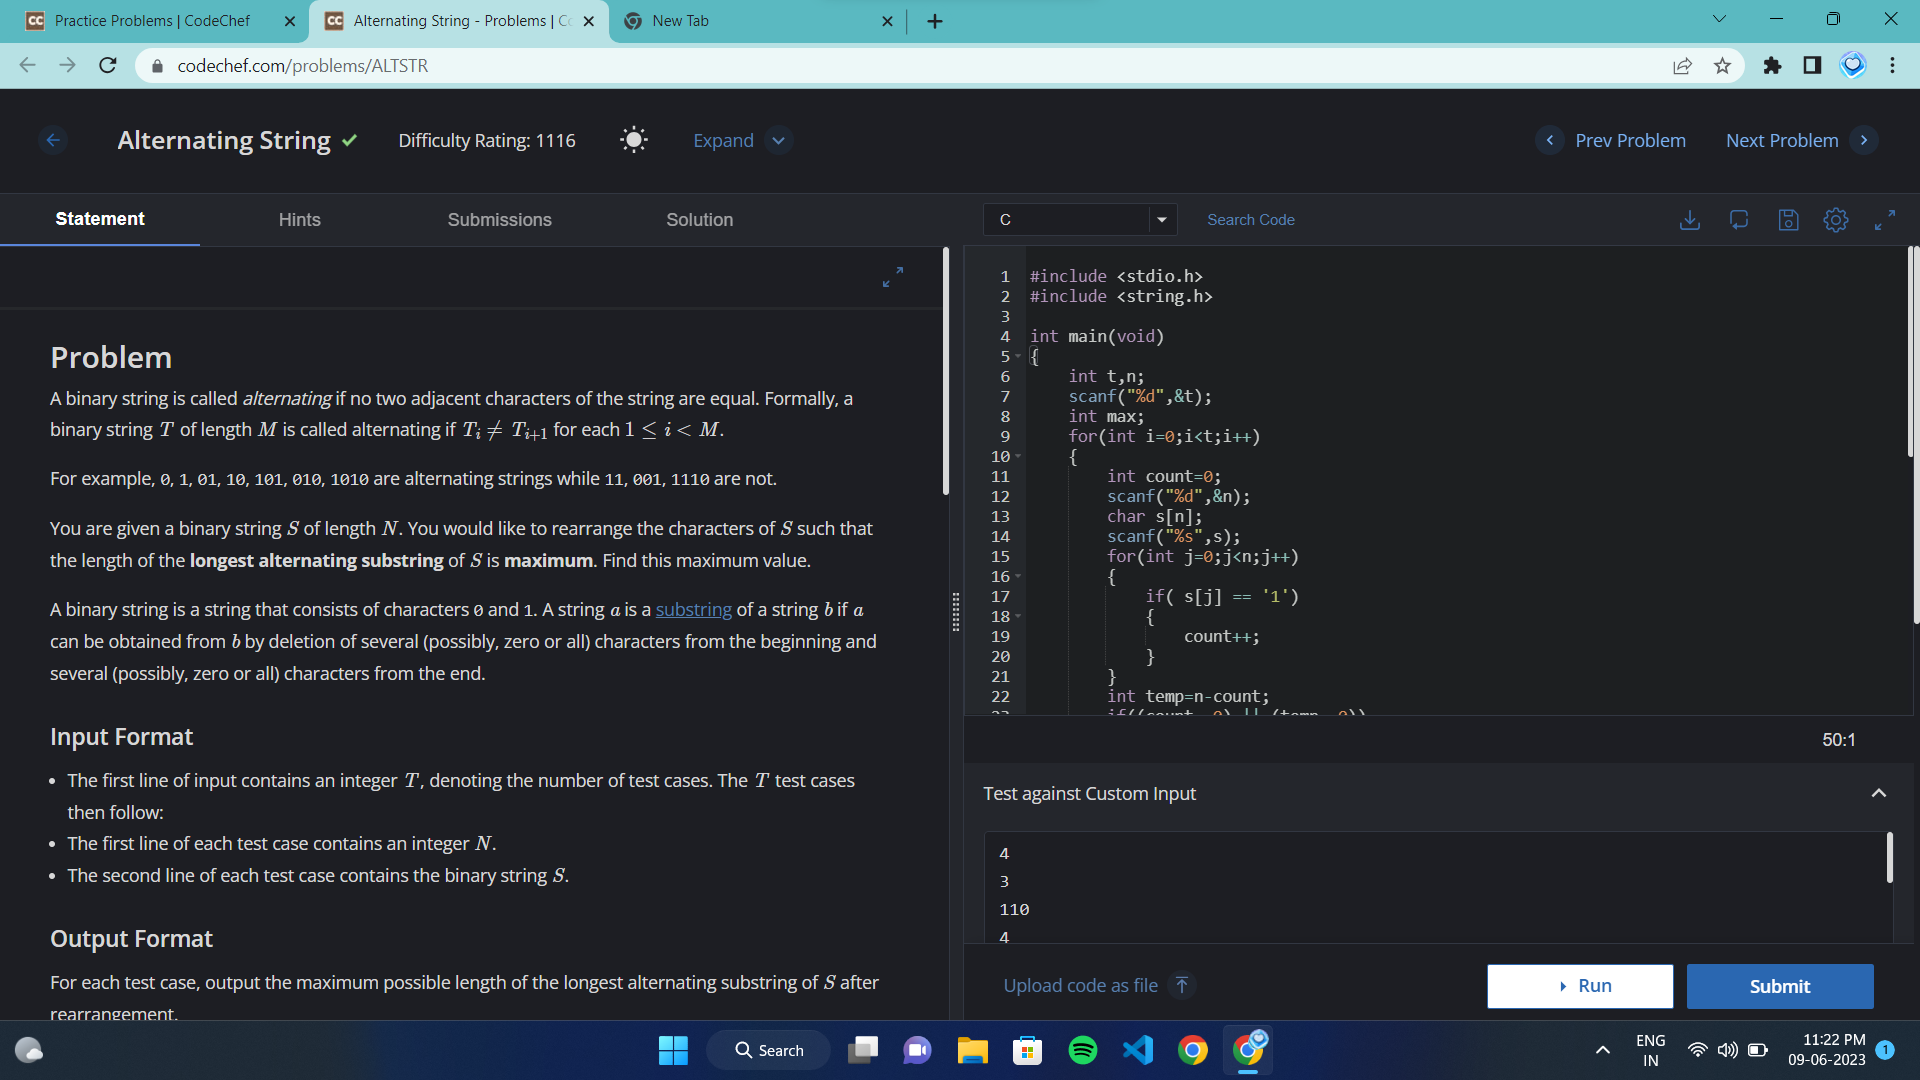 Practice Problems | CodeChef
Alternating String - Problems | Co
New Tab
codechef.com/problems/ALTSTR
Alternating String
Difficulty Rating: 1116
Expand
Prev Problem
Next Problem
Statement
Hints
Submissions
Solution
Problem
A binary string is called alternating if no two adjacent characters of the string are equal. Formally, a
binary string T of length M is called alternating if T_i ≠ T_{i+1} for each 1 ≤ i < M.
For example, 0, 1, 01, 10, 101, 010, 1010 are alternating strings while 11, 001, 1110 are not.
You are given a binary string S of length N. You would like to rearrange the characters of S such that
the length of the longest alternating substring of S is maximum. Find this maximum value.
A binary string is a string that consists of characters 0 and 1. A string a is a substring of a string b if a
can be obtained from b by deletion of several (possibly, zero or all) characters from the beginning and
several (possibly, zero or all) characters from the end.
Input Format
• The first line of input contains an integer T, denoting the number of test cases. The T test cases
then follow:
• The first line of each test case contains an integer N.
• The second line of each test case contains the binary string S.
Output Format
For each test case, output the maximum possible length of the longest alternating substring of S after
rearrangement.
C
Search Code
1 #include <stdio.h>
2 #include <string.h>
3
4 int main(void)
5 {
6 int t,n;
7 scanf("%d",&t);
8 int max;
9 for(int i=0;i<t;i++)
10 {
11 int count=0;
12 scanf("%d",&n);
13 char s[n];
14 scanf("%s",s);
15 for(int j=0;j<n;j++)
16 {
17 if( s[j] == '1')
18 {
19 count++;
20 }
21 }
22 int temp=n-count;
50:1
Test against Custom Input
4
3
110
4
Upload code as file
Run
Submit
Search
ENG
IN
11:22 PM
09-06-2023
1